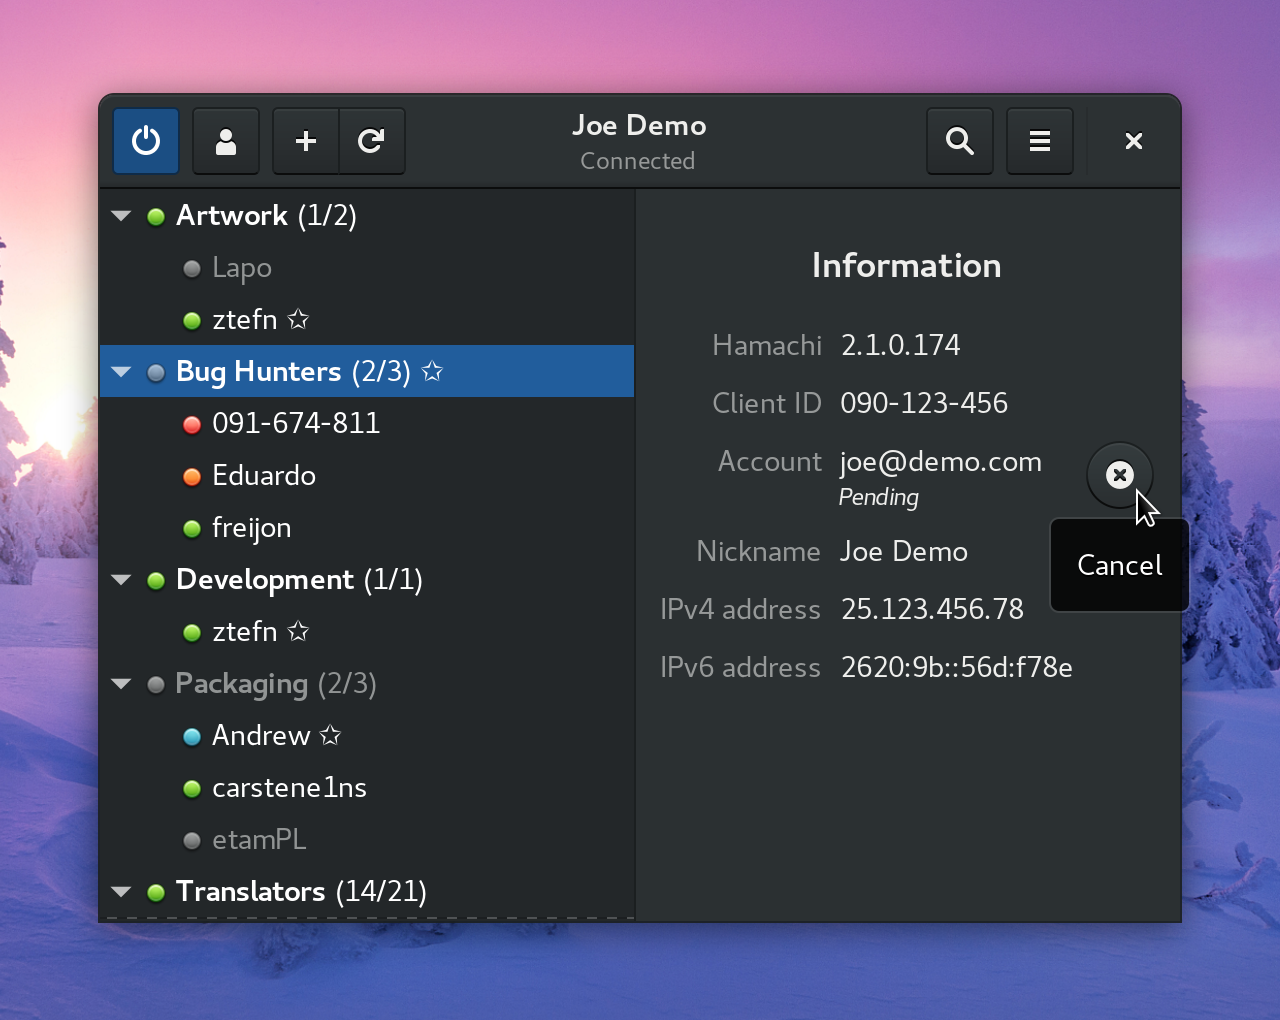 Joe Demo
Connected
Artwork (1/2)
Lapo
ztefn ☆
Bug Hunters (2/3) ☆
091-674-811
Eduardo
freijon
Development (1/1)
ztefn ☆
Packaging (2/3)
Andrew ☆
carstene1ns
etamPL
Translators (14/21)
Information
Hamachi 2.1.0.174
Client ID 090-123-456
Account joe@demo.com
Pending
Nickname Joe Demo
Cancel
IPv4 address 25.123.456.78
IPv6 address 2620:9b::56d:f78e